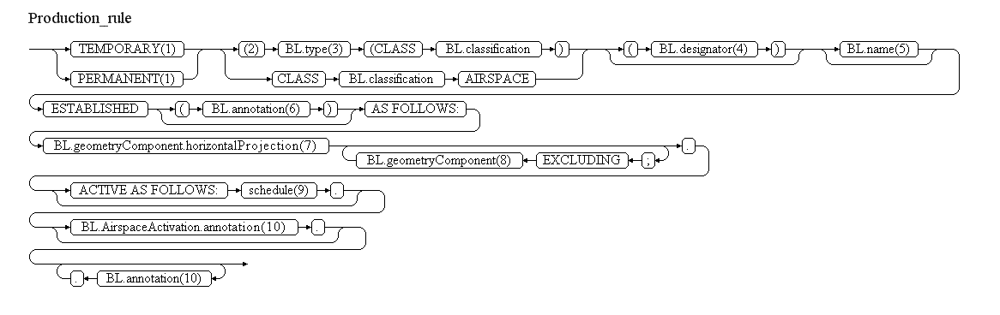 Production_rule
TEMPORARY(1) (2) BL.type(3) (CLASS BL.classification ) ( BL.designator(4) ) BL.name(5)
PERMANENT(1) CLASS BL.classification AIRSPACE
ESTABLISHED ( BL.annotation(6) ) AS FOLLOWS:
BL.geometryComponent.horizontalProjection(7) .
BL.geometryComponent(8) EXCLUDING ;
ACTIVE AS FOLLOWS: schedule(9) .
BL.AirspaceActivation.annotation(10) .
. BL.annotation(10)